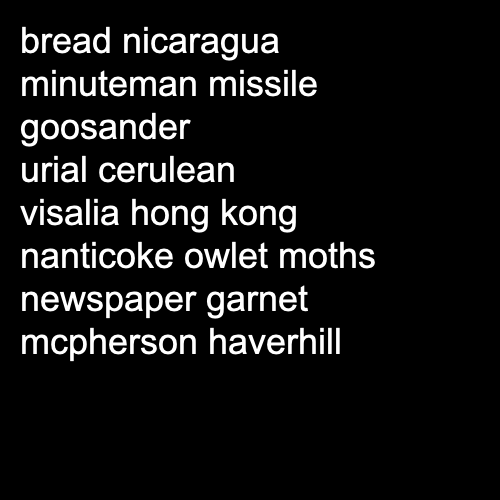 bread nicaragua
minuteman missile
goosander
urial cerulean
visalia hong kong
nanticoke owlet moths
newspaper garnet
mcpherson haverhill